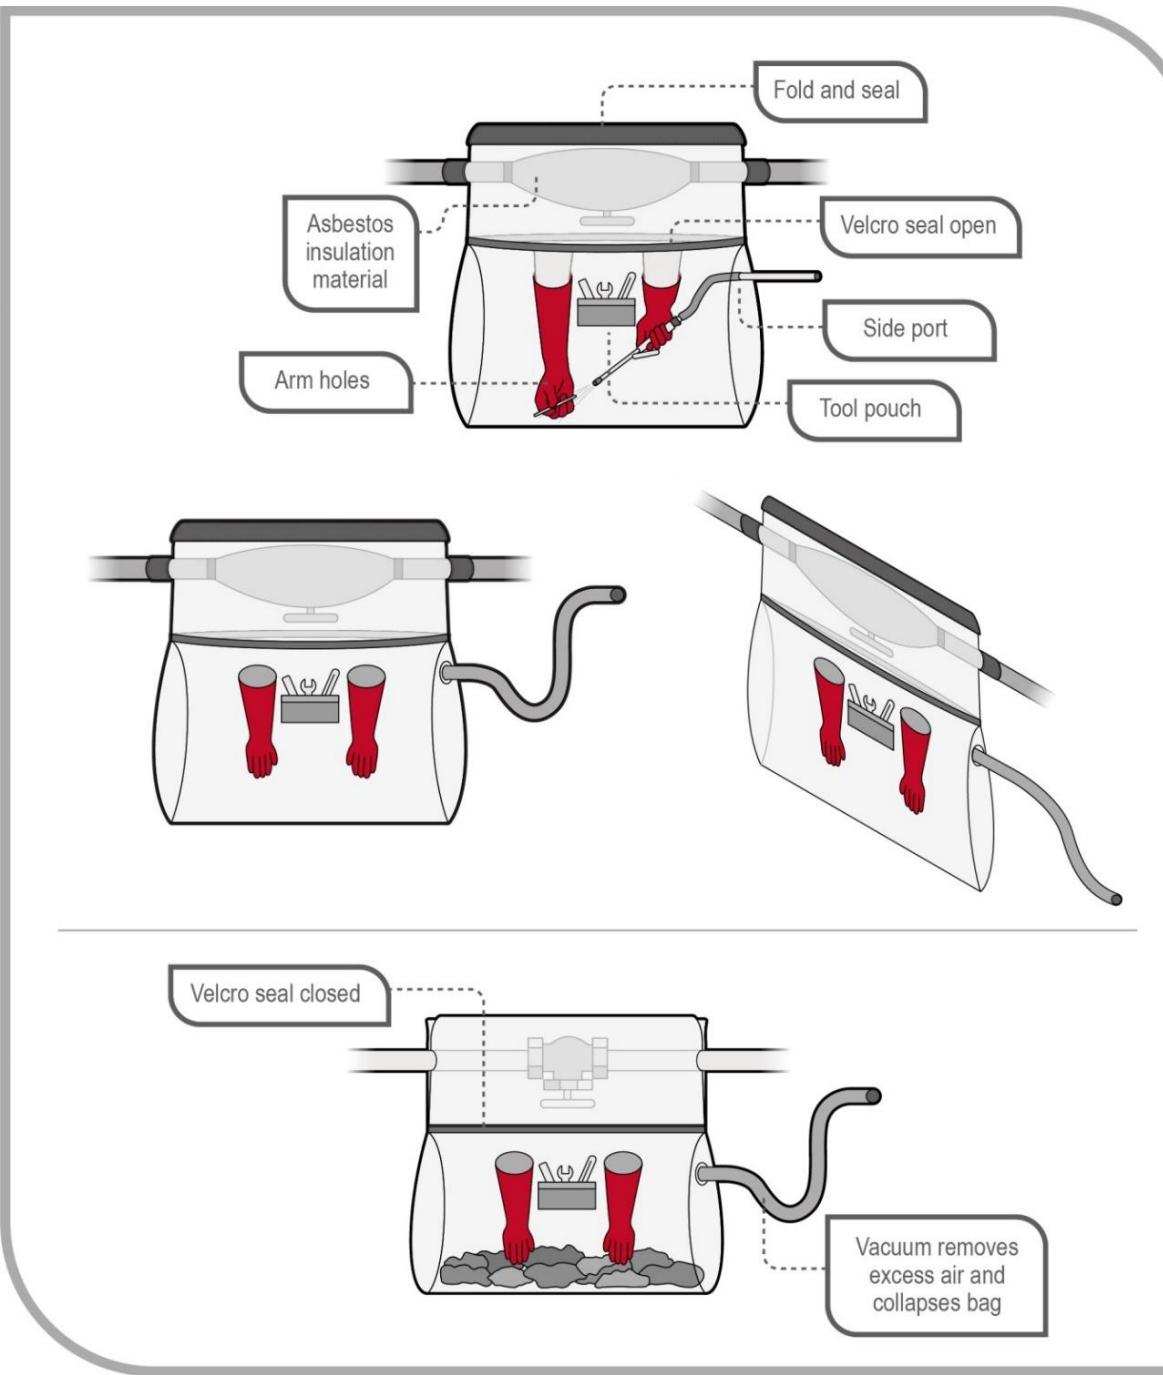 Fold and seal
Asbestos
insulation
material
Velcro seal open
Side port
Arm holes
Tool pouch
Velcro seal closed
Vacuum removes
excess air and
collapses bag